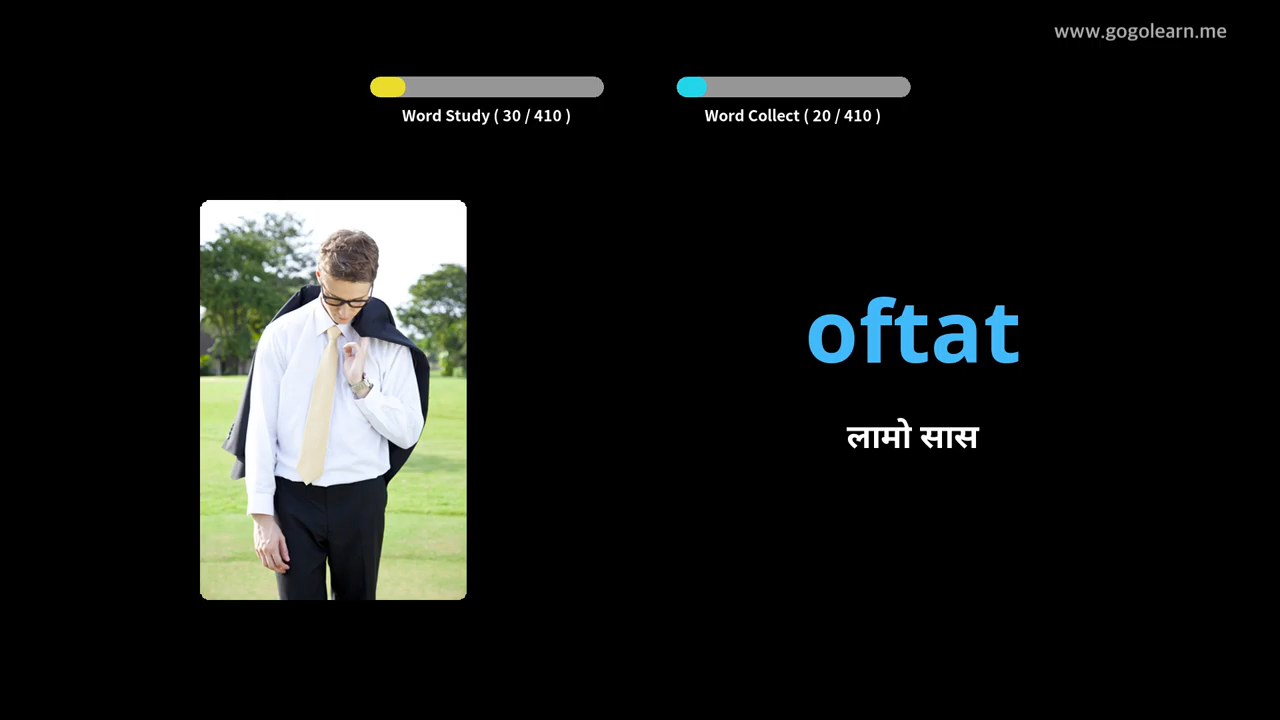 www.gogolearn.me
Word Study ( 30 / 410 )
Word Collect ( 20 / 410 )
oftat
लामो सास